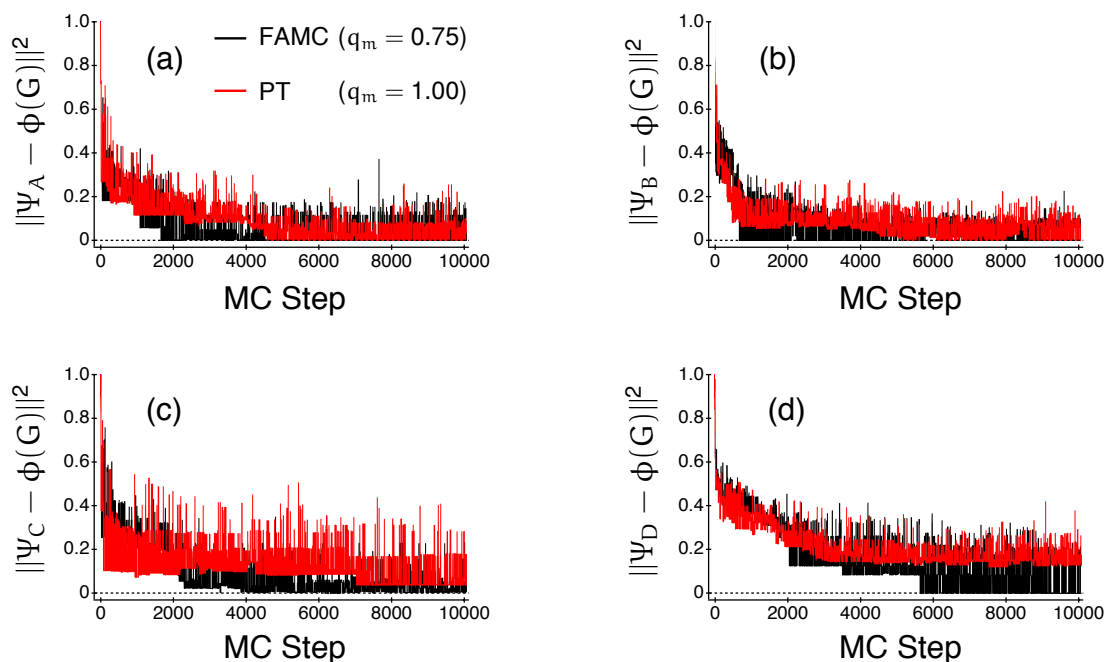 (a)
FAMC (qₘ = 0.75)
PT (qₘ = 1.00)
||Ψ_A − ϕ(G)||²
1.0
0.8
0.6
0.4
0.2
0
0 2000 4000 6000 8000 10000
MC Step
(b)
||Ψ_B − ϕ(G)||²
1.0
0.8
0.6
0.4
0.2
0
0 2000 4000 6000 8000 10000
MC Step
(c)
||Ψ_C − ϕ(G)||²
1.0
0.8
0.6
0.4
0.2
0
0 2000 4000 6000 8000 10000
MC Step
(d)
||Ψ_D − ϕ(G)||²
1.0
0.8
0.6
0.4
0.2
0
0 2000 4000 6000 8000 10000
MC Step